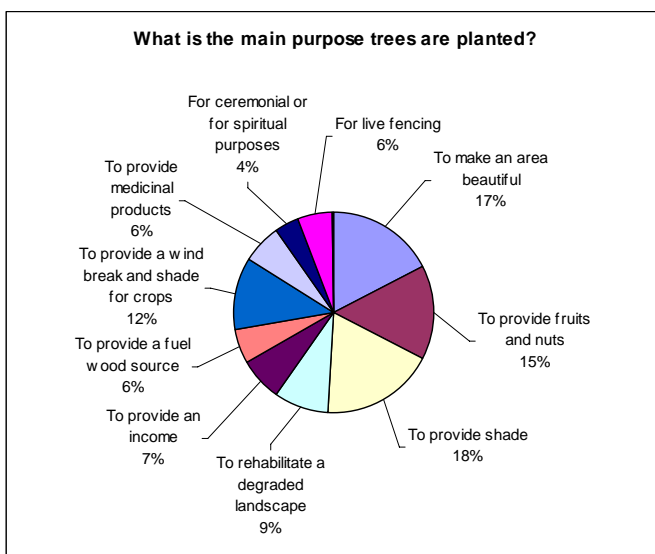 What is the main purpose trees are planted?
For ceremonial or
for spiritual
purposes
4%
For live fencing
6%
To make an area
beautiful
17%
To provide
medicinal
products
6%
To provide a wind
break and shade
for crops
12%
To provide fruits
and nuts
15%
To provide a fuel
wood source
6%
To provide an
income
7%
To provide shade
18%
To rehabilitate a
degraded
landscape
9%